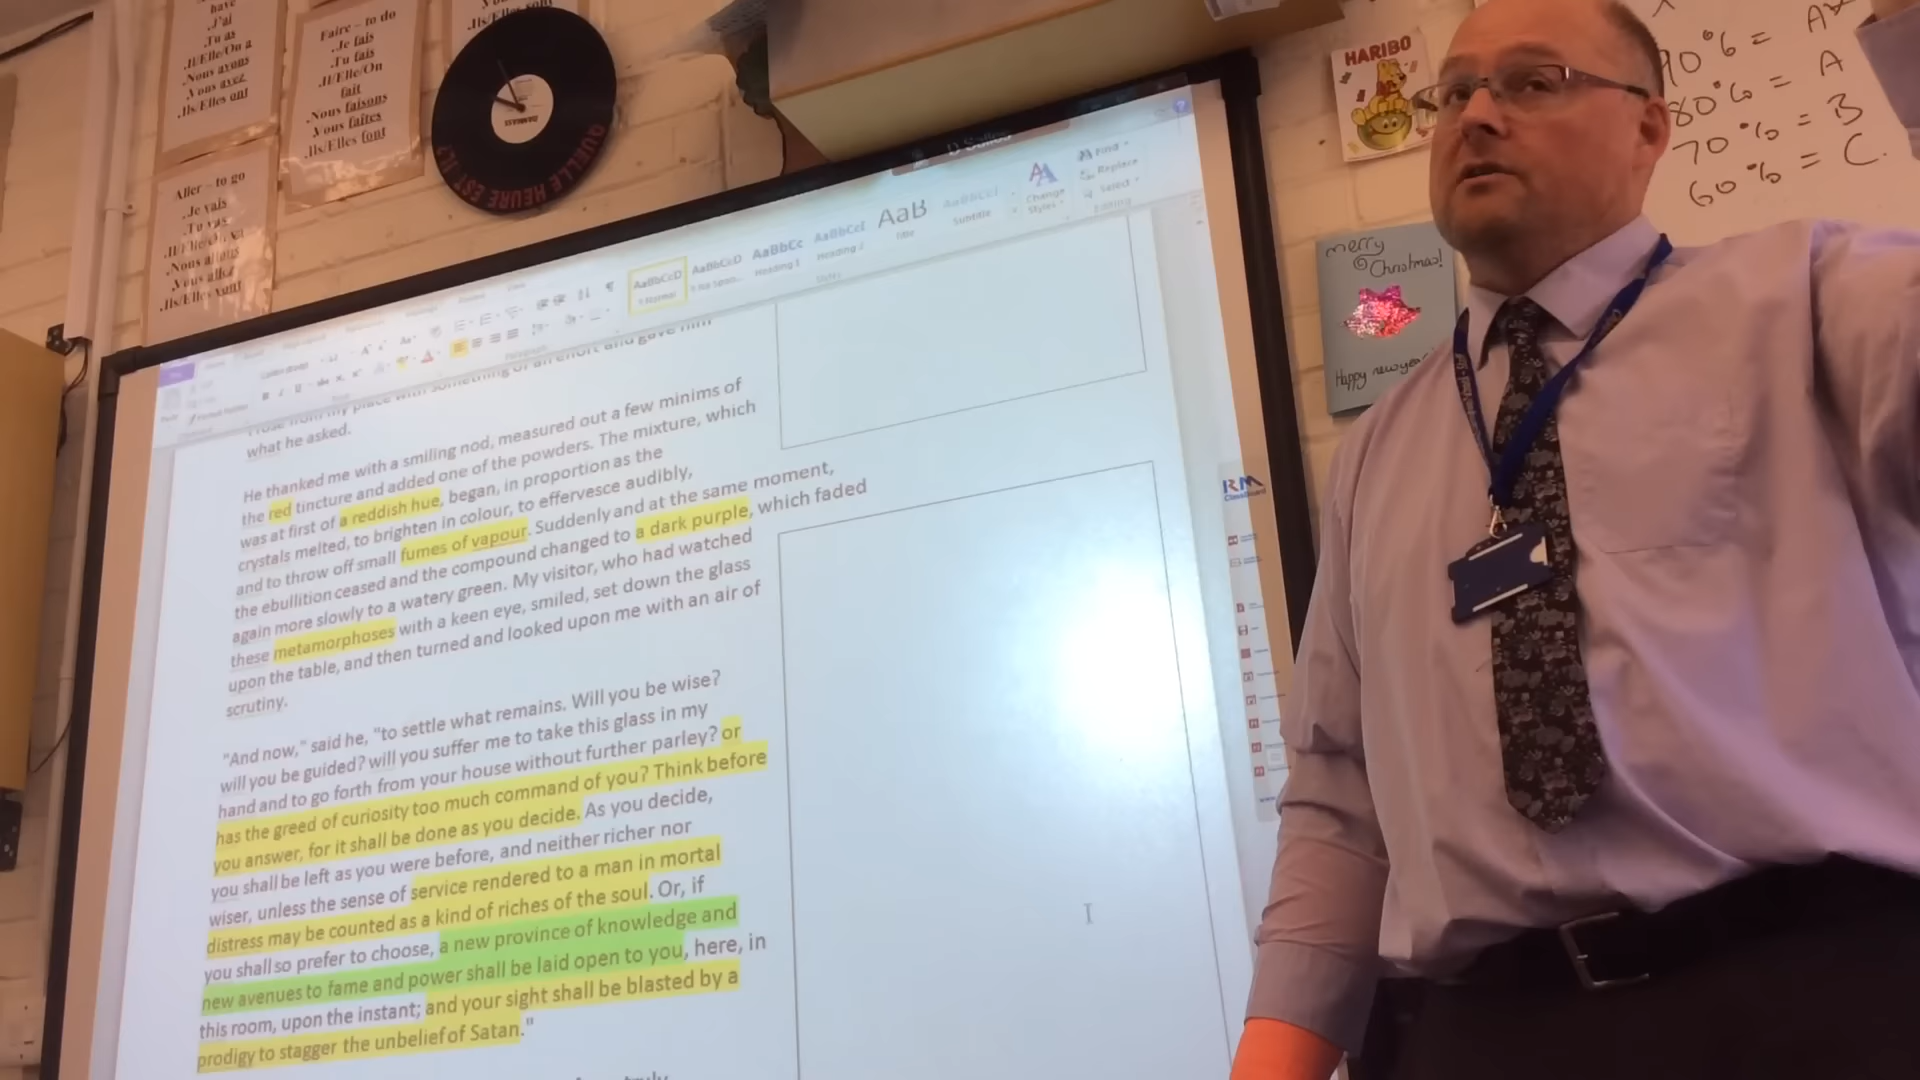 have
.J'ai
.Tu as
.Il/Elle/On a
.Nous avons
.Vous avez
.Ils/Elles ont
Faire – to do
.Je fais
.Tu fais
.Il/Elle/On
fait
.Nous faisons
.Vous faites
.Ils/Elles font
Aller – to go
.Je vais
.Tu vas
.Nous allons
.Vous allez
.Ils/Elles vont
QUELLE HEURE EST IL?
HARIBO
90% = A*
80% = A
70% = B
60% = C.
merry
Christmas!
Happy new year
Find
Replace
Select
Editing
Change
Styles
AaBbCcD
AaBbCcD
AaBbCc
AaBbCcI
AaB
AaBbCcI
Normal
Heading 1
Heading 2
Title
Subtitle
Styles
Paragraph
RM
what he asked.
He thanked me with a smiling nod, measured out a few minims of
the red tincture and added one of the powders. The mixture, which
was at first of a reddish hue, began, in proportion as the
crystals melted, to brighten in colour, to effervesce audibly,
and to throw off small fumes of vapour. Suddenly and at the same moment,
the ebullition ceased and the compound changed to a dark purple, which faded
again more slowly to a watery green. My visitor, who had watched
these metamorphoses with a keen eye, smiled, set down the glass
upon the table, and then turned and looked upon me with an air of
scrutiny.
"And now," said he, "to settle what remains. Will you be wise?
will you be guided? will you suffer me to take this glass in my
hand and to go forth from your house without further parley? or
has the greed of curiosity too much command of you? Think before
you answer, for it shall be done as you decide. As you decide,
you shall be left as you were before, and neither richer nor
wiser, unless the sense of service rendered to a man in mortal
distress may be counted as a kind of riches of the soul. Or, if
you shall so prefer to choose, a new province of knowledge and
new avenues to fame and power shall be laid open to you, here, in
this room, upon the instant; and your sight shall be blasted by a
prodigy to stagger the unbelief of Satan."